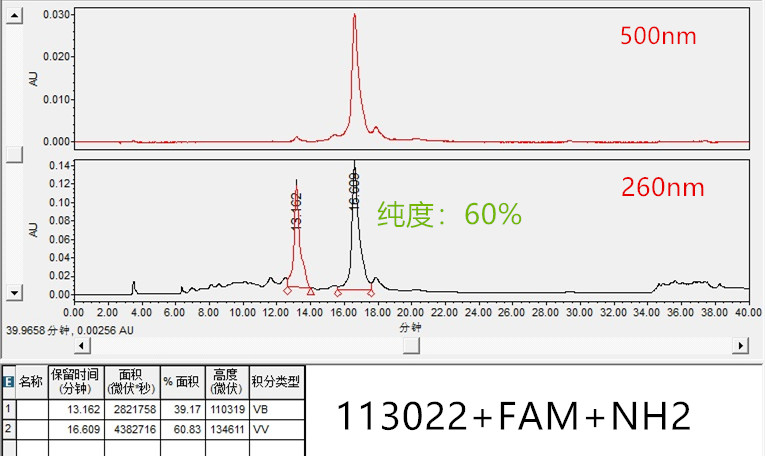 0.030
500nm
0.020
AU
0.010
0.000
0.14
0.12
13.162
16.609
260nm
0.10
纯度：60%
0.08
AU
0.06
0.04
0.02
0.00
0.00 2.00 4.00 6.00 8.00 10.00 12.00 14.00 16.00 18.00 20.00 22.00 24.00 26.00 28.00 30.00 32.00 34.00 36.00 38.00 40.00
分钟
39.9658 分钟, 0.00256 AU
E 名称 保留时间 (分钟) 面积 (微伏*秒) % 面积 高度 (微伏) 积分类型
1 13.162 2821758 39.17 110319 VB
2 16.609 4382716 60.83 134611 VV
113022+FAM+NH2